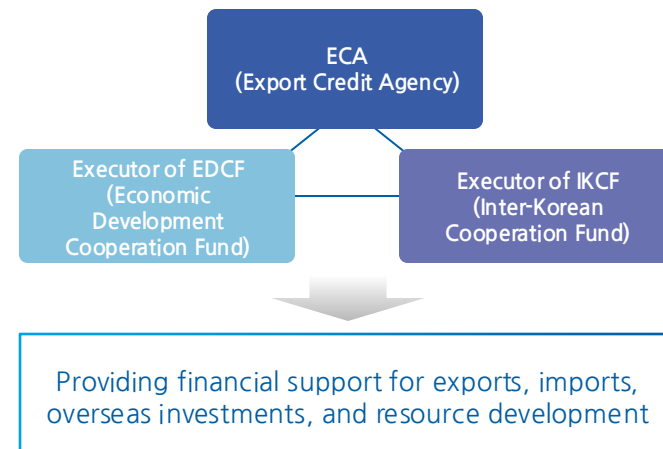 ECA
(Export Credit Agency)
Executor of EDCF
(Economic
Development
Cooperation Fund)
Executor of IKCF
(Inter-Korean
Cooperation Fund)
Providing financial support for exports, imports,
overseas investments, and resource development